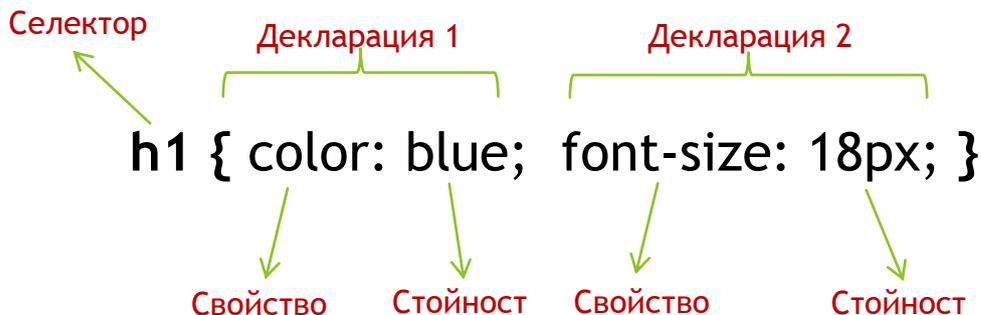 Селектор
Декларация 1 Декларация 2
h1 { color: blue; font-size: 18px; }
Свойство Стойност Свойство Стойност